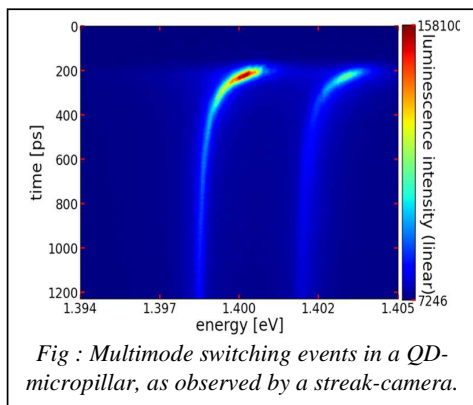 0
200
400
600
800
1000
1200
time [ps]
1.394
1.397
1.400
1.402
1.405
energy [eV]
158100
7246
luminescence intensity (linear)
Fig : Multimode switching events in a QD-
micropillar, as observed by a streak-camera.